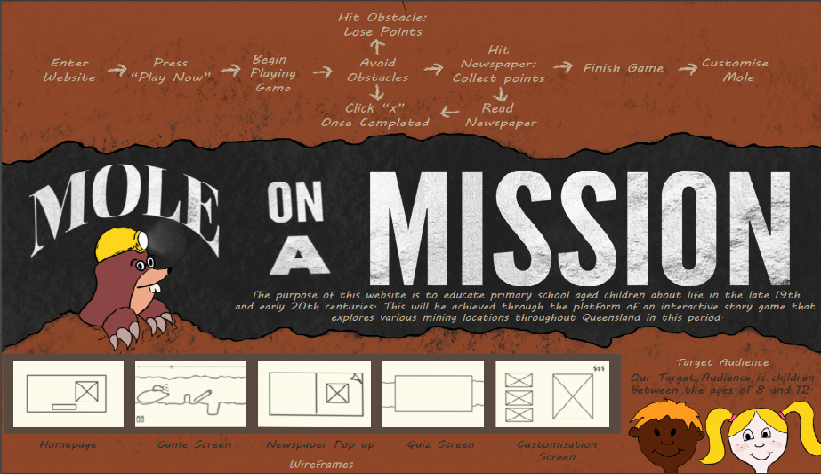 Hit Obstacle:
Lose Points
Enter
Website
Press
"Play Now"
Begin
Playing
Game
Avoid
Obstacles
Hit
Newspaper:
Collect points
Finish Game
Customise
Mole
Click "x"
Once Completed
Read
Newspaper
MOLE
ON
A
MISSION
The purpose of this website is to educate primary school aged children about life in the late 19th
and early 20th centuries. This will be achieved through the platform of an interactive story game that
explores various mining locations throughout Queensland in this period.
$$$
Target Audience
Our Target Audience is children
between the ages of 8 and 12.
Homepage
Game Screen
Newspaper Pop up
Quiz Screen
Customisation
Screen
Wireframes